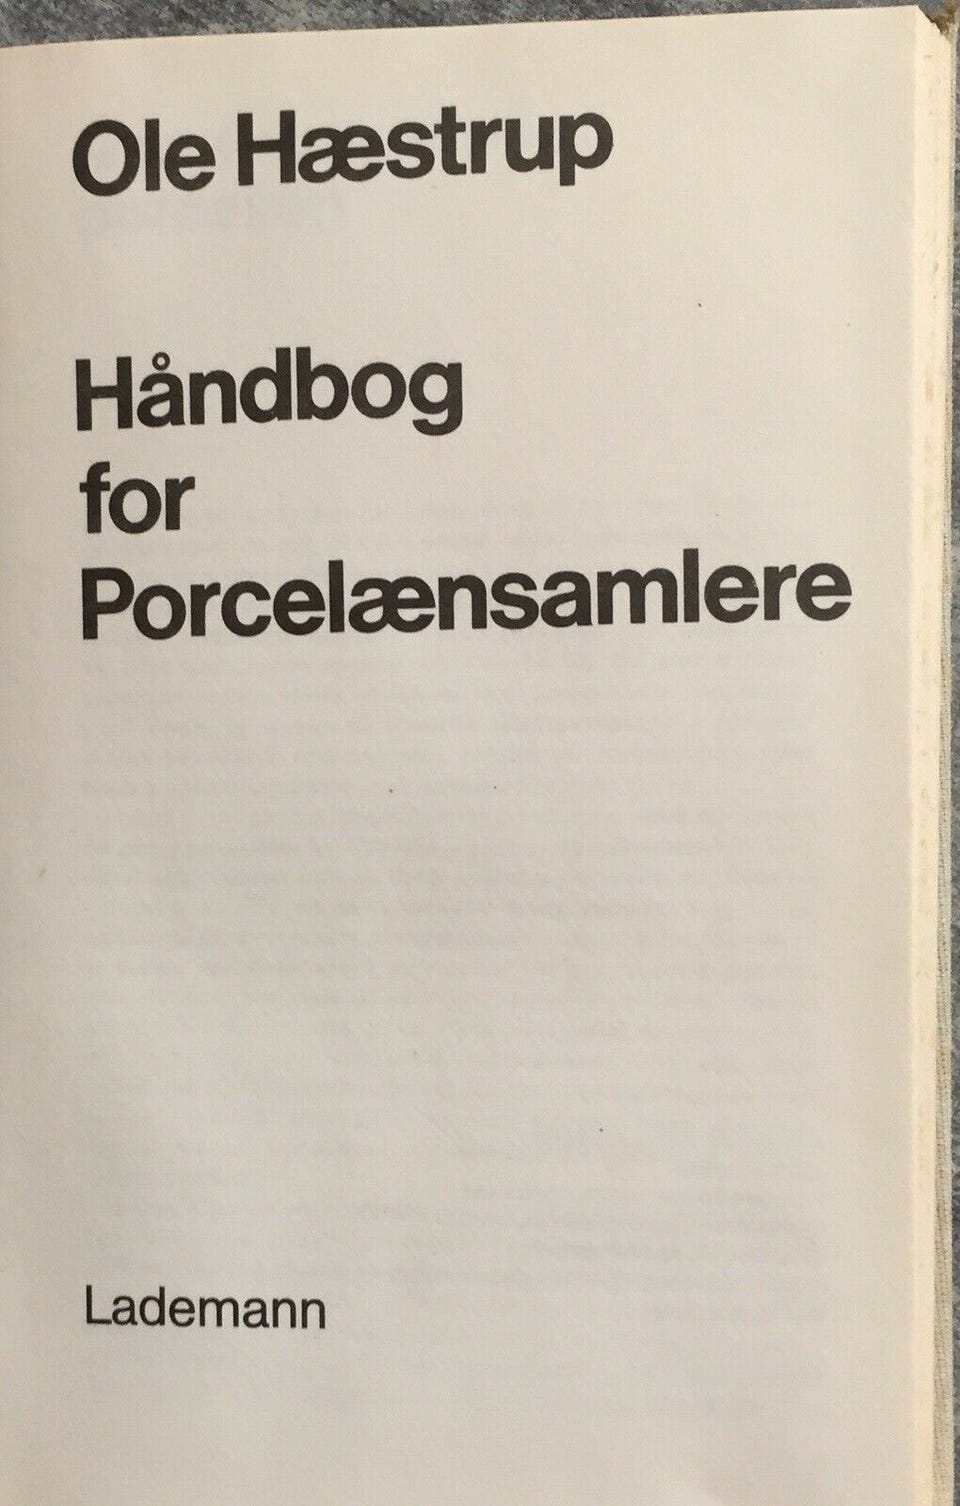 Ole Hæstrup
Håndbog
for
Porcelænsamlere
Lademann